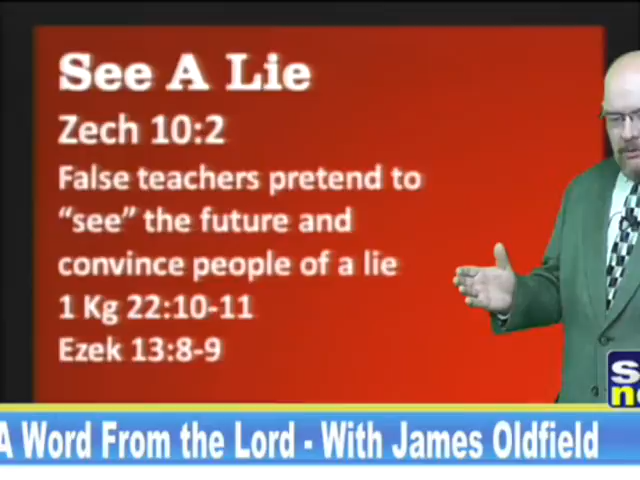 See A Lie
Zech 10:2
False teachers pretend to
“see” the future and
convince people of a lie
1 Kg 22:10-11
Ezek 13:8-9
A Word From the Lord - With James Oldfield